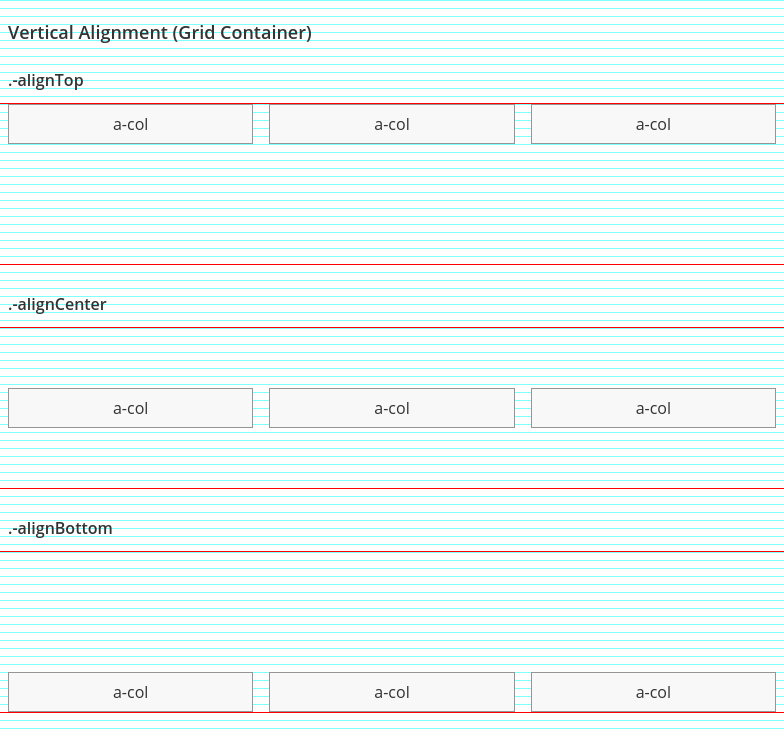 Vertical Alignment (Grid Container)
.-alignTop
a-col a-col a-col
.-alignCenter
a-col a-col a-col
.-alignBottom
a-col a-col a-col